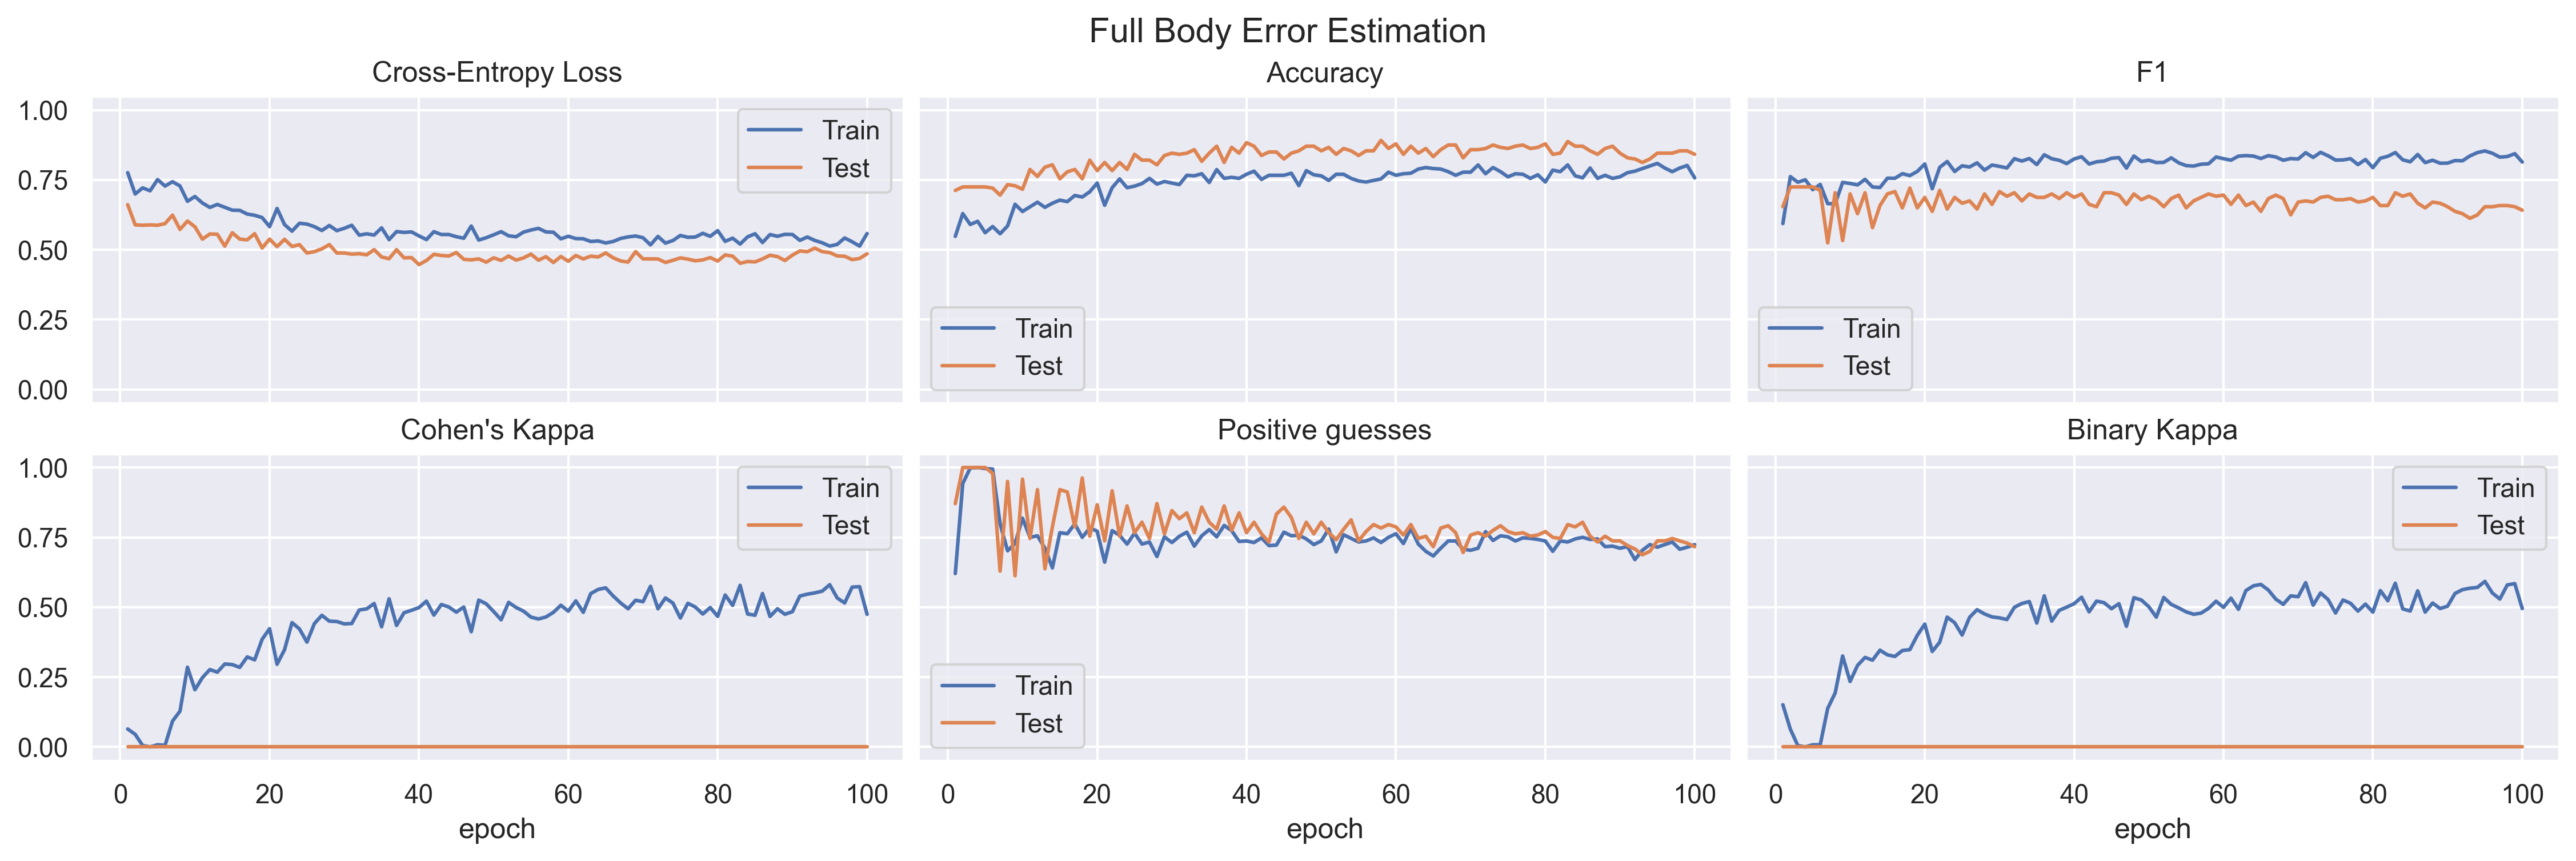 Full Body Error Estimation
Cross-Entropy Loss
Accuracy
F1
1.00
0.75
0.50
0.25
0.00
Train
Test
Train
Test
Train
Test
Cohen's Kappa
Positive guesses
Binary Kappa
1.00
0.75
0.50
0.25
0.00
Train
Test
Train
Test
Train
Test
0 20 40 60 80 100
0 20 40 60 80 100
0 20 40 60 80 100
epoch
epoch
epoch